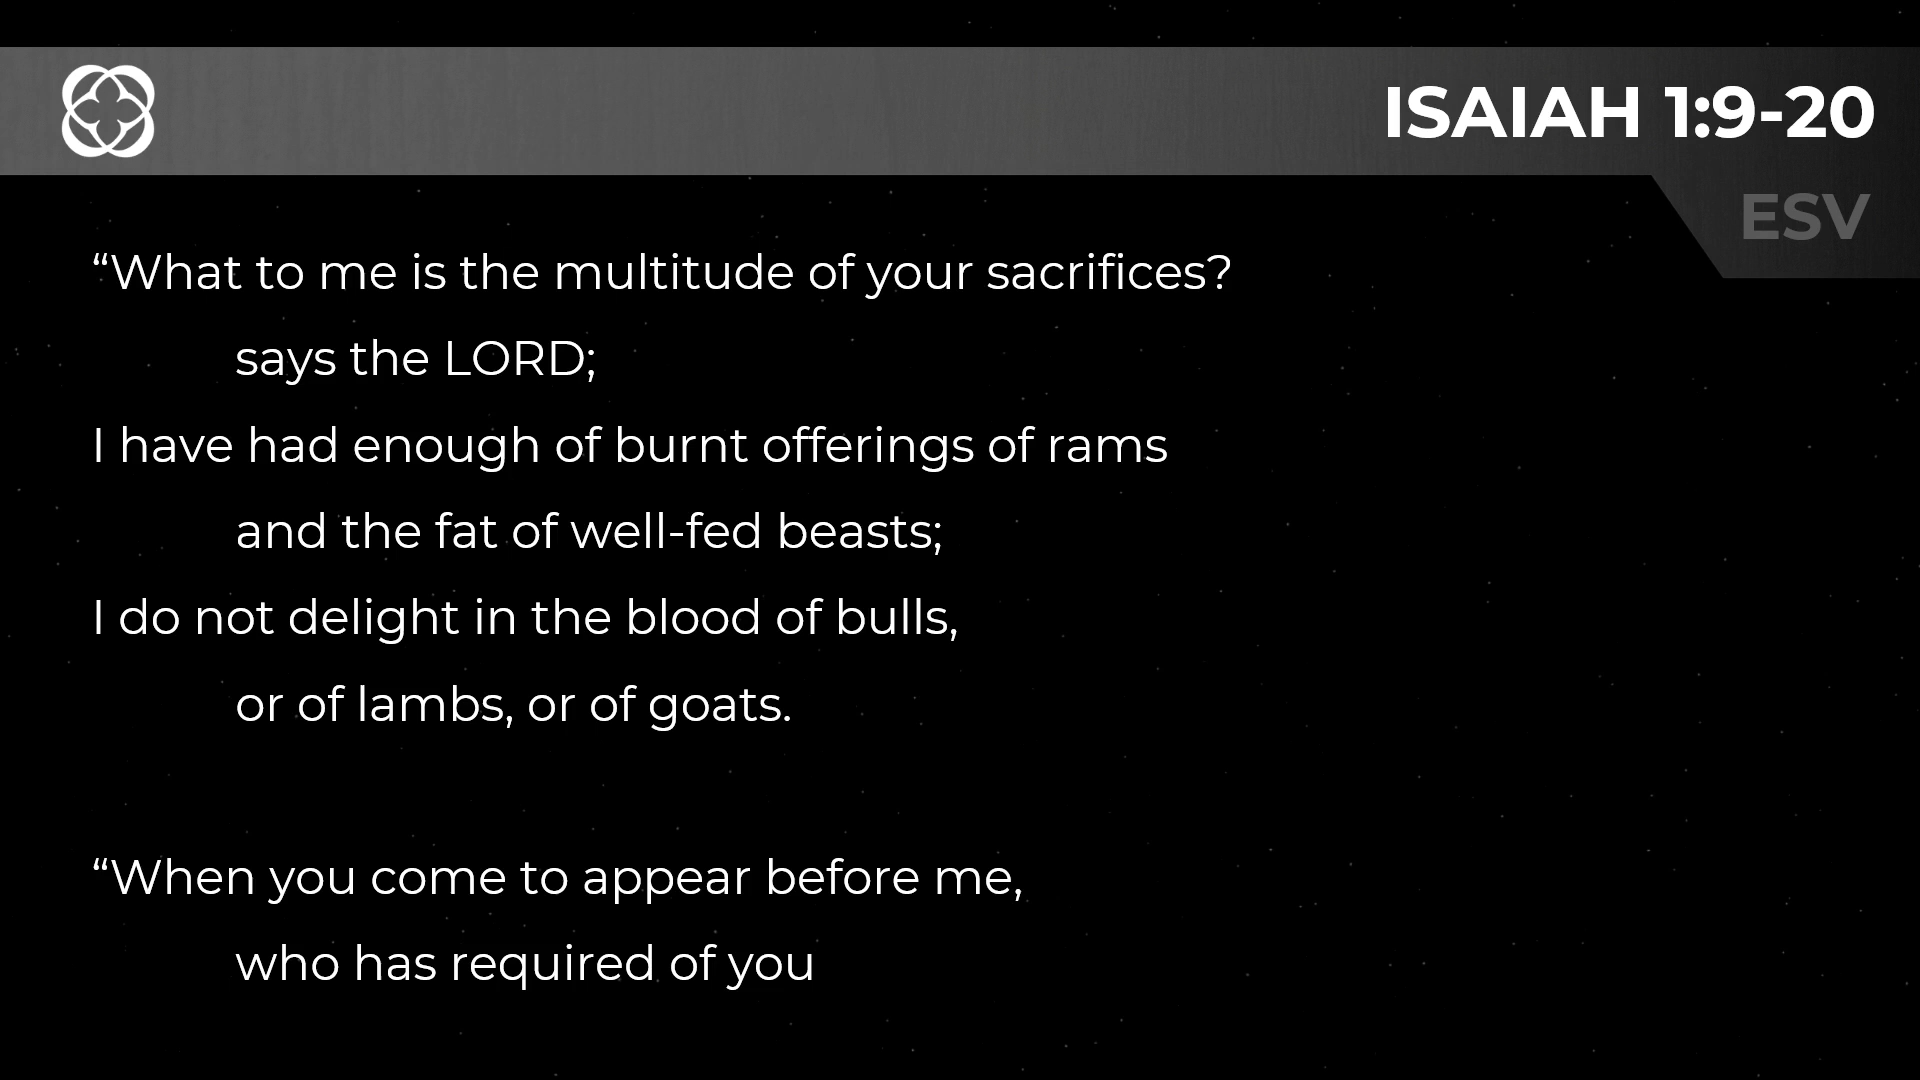 ISAIAH 1:9-20
ESV
“What to me is the multitude of your sacrifices?
says the LORD;
I have had enough of burnt offerings of rams
and the fat of well-fed beasts;
I do not delight in the blood of bulls,
or of lambs, or of goats.
“When you come to appear before me,
who has required of you